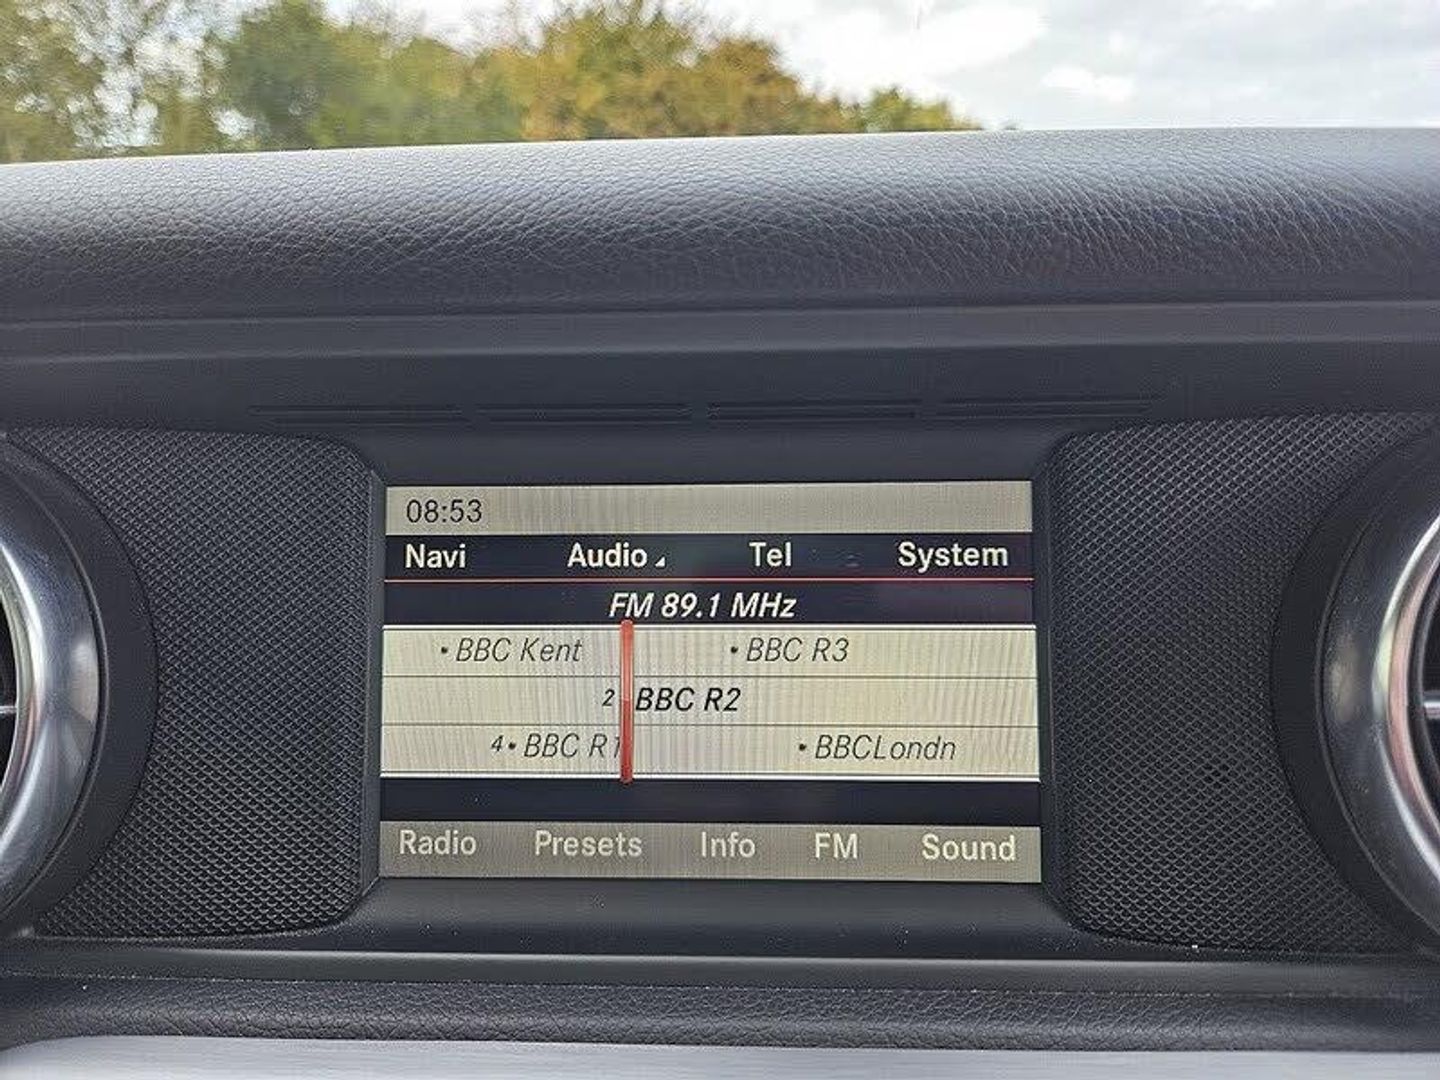 08:53
Navi Audio Tel System
FM 89.1 MHz
• BBC Kent • BBC R3
2 BBC R2
4• BBC R1 • BBCLondn
Radio Presets Info FM Sound